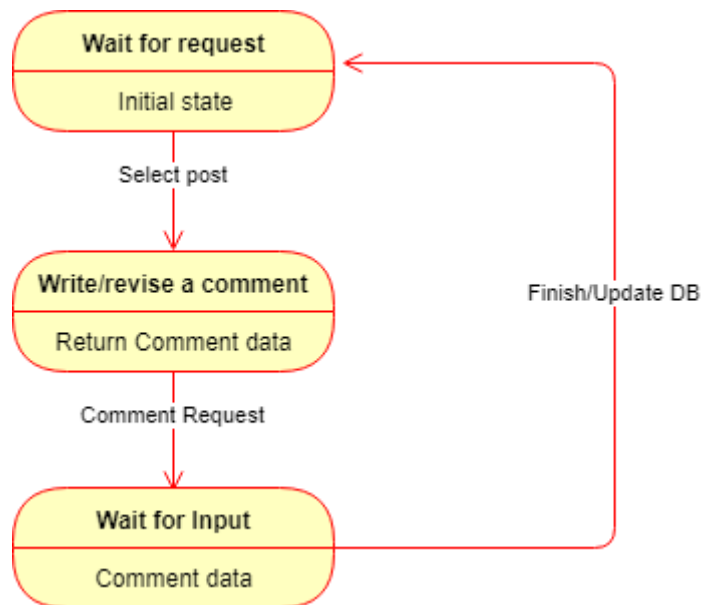 Wait for request
Initial state
Select post
Write/revise a comment
Return Comment data
Finish/Update DB
Comment Request
Wait for Input
Comment data